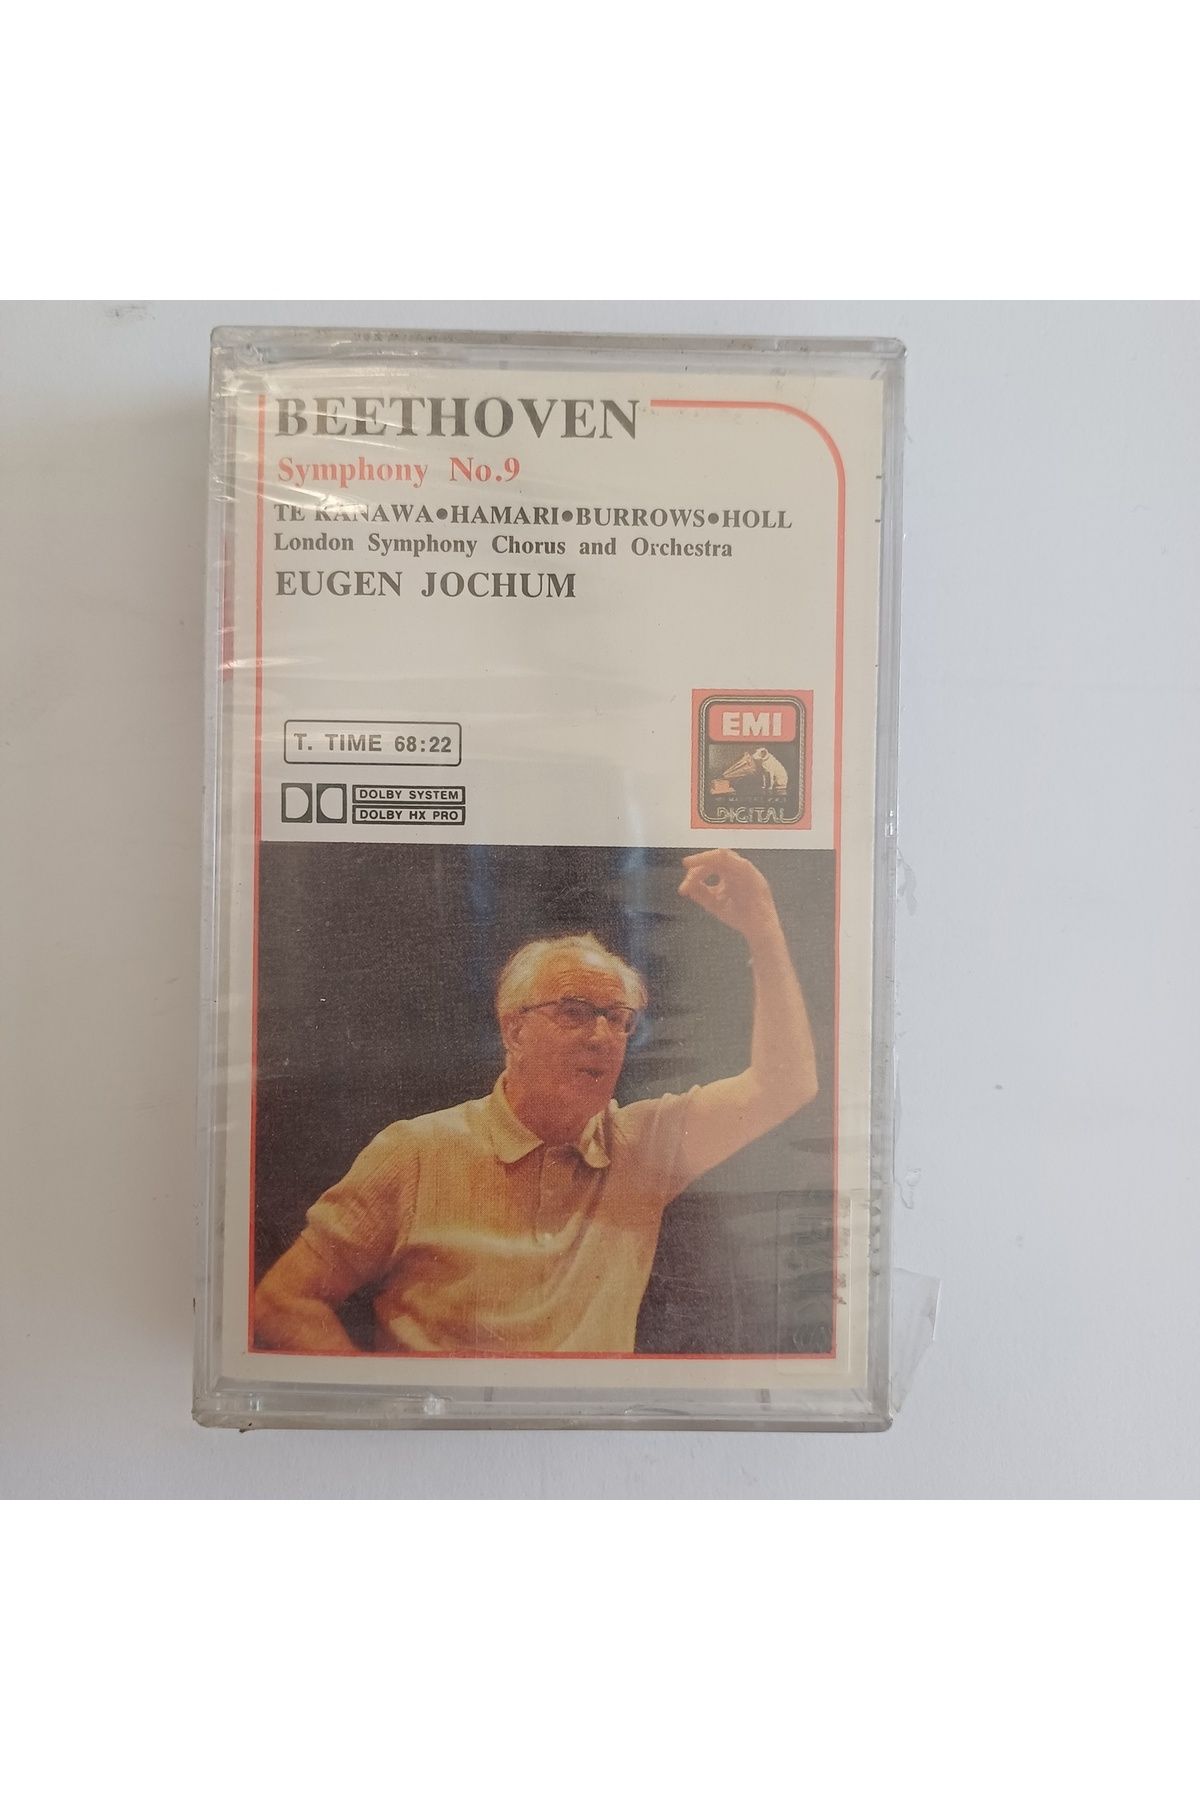 BEETHOVEN
Symphony No.9
TE KANAWA●HAMARI●BURROWS●HOLL
London Symphony Chorus and Orchestra
EUGEN JOCHUM
T. TIME 68:22
DOLBY SYSTEM
DOLBY HX PRO
EMI
DIGITAL